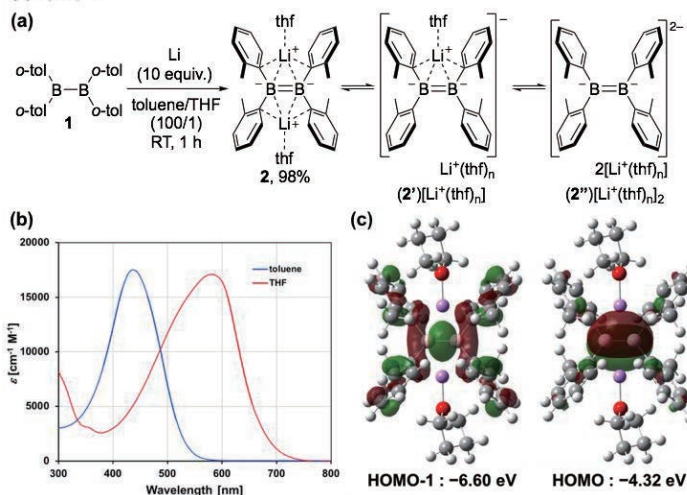 (a)
o-tol
o-tol
B–B
o-tol
o-tol
1
Li
(10 equiv.)
toluene/THF
(100/1)
RT, 1 h
thf
Li+
− B=B −
Li+
thf
2, 98%
thf
Li+
− B=B −
−
Li+(thf)n
(2')[Li+(thf)n]
− B=B −
2−
2[Li+(thf)n]
(2'')[Li+(thf)n]2
(b)
20000
15000
10000
5000
0
ε [cm-1 M-1]
toluene
THF
300 400 500 600 700 800
Wavelength [nm]
(c)
HOMO-1 : −6.60 eV
HOMO : −4.32 eV